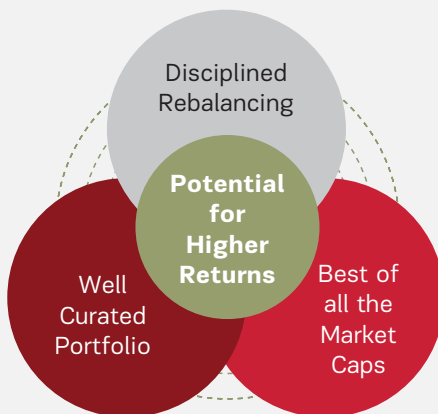 Disciplined
Rebalancing
Potential
for
Higher
Returns
Well
Curated
Portfolio
Best of
all the
Market
Caps